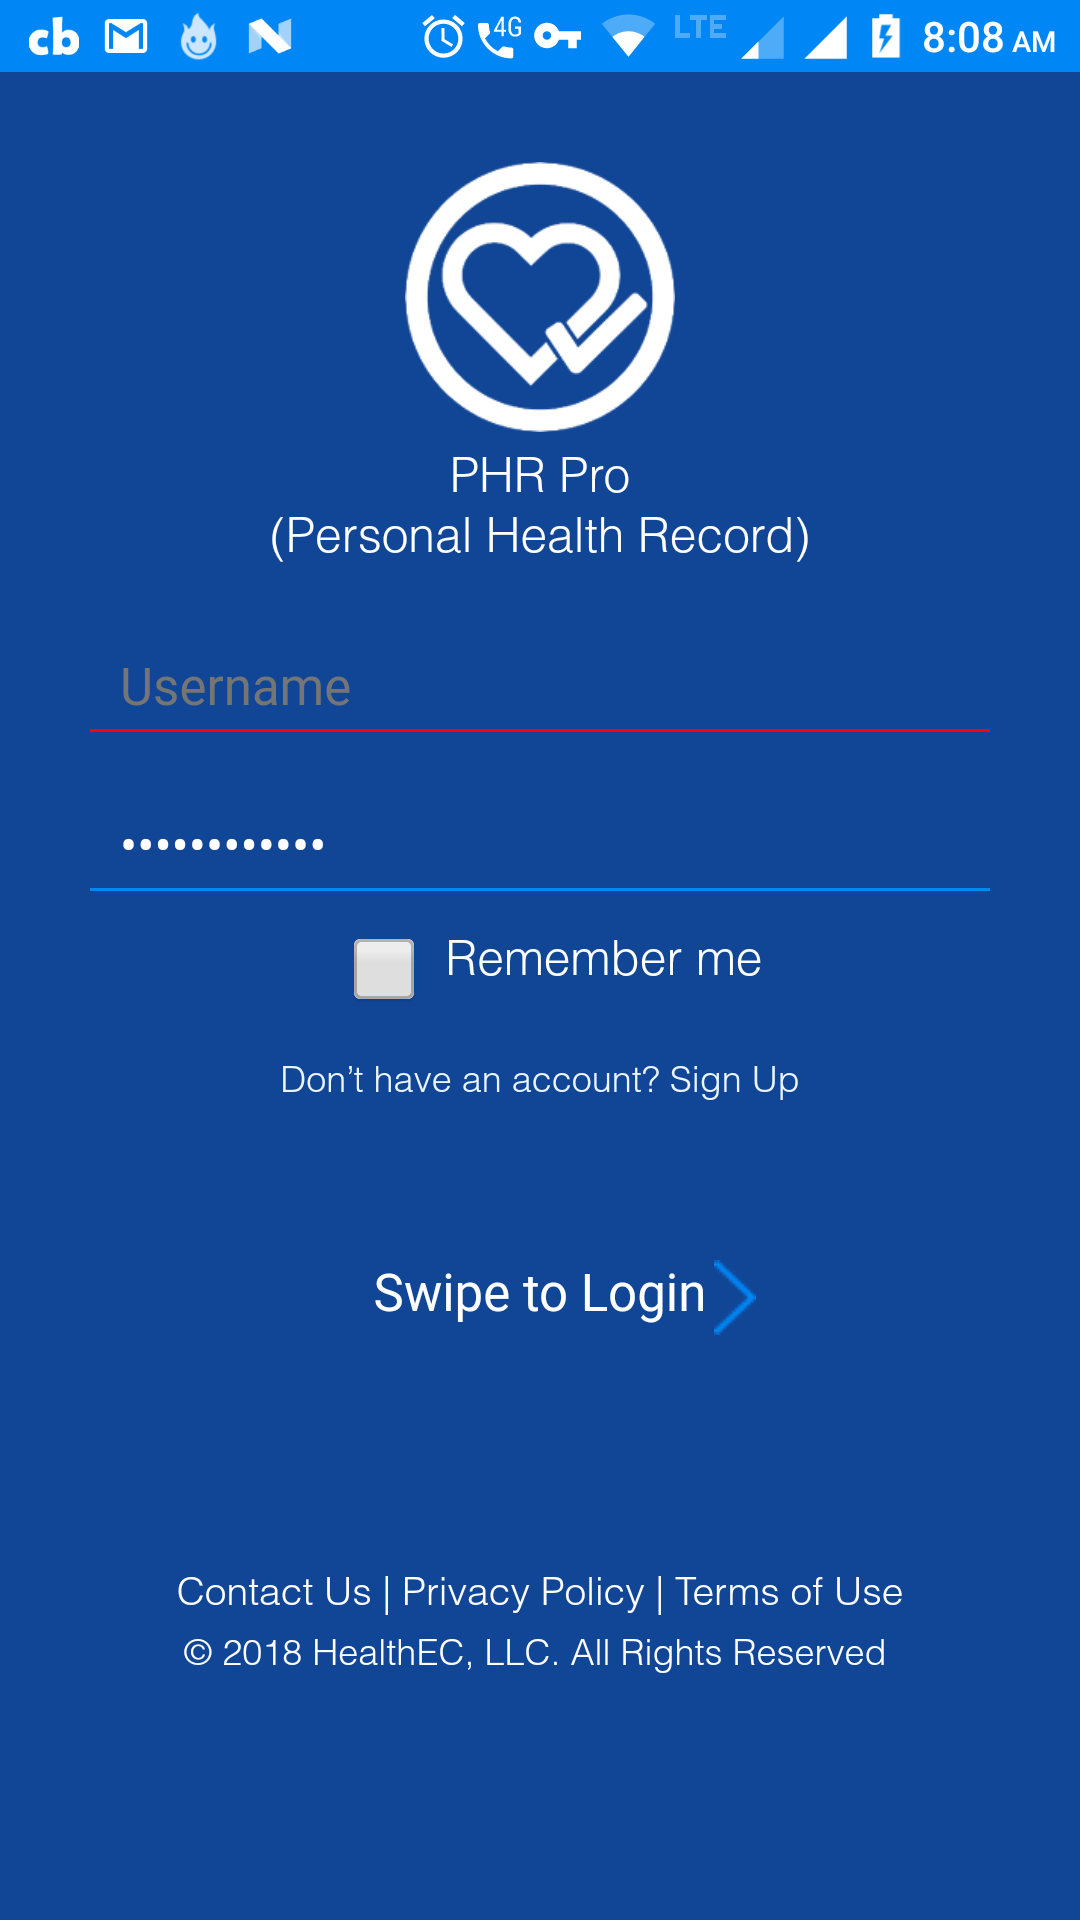 cb 4G LTE 8:08 AM
PHR Pro
(Personal Health Record)
Username
••••••••••••
Remember me
Don’t have an account? Sign Up
Swipe to Login
Contact Us | Privacy Policy | Terms of Use
© 2018 HealthEC, LLC. All Rights Reserved